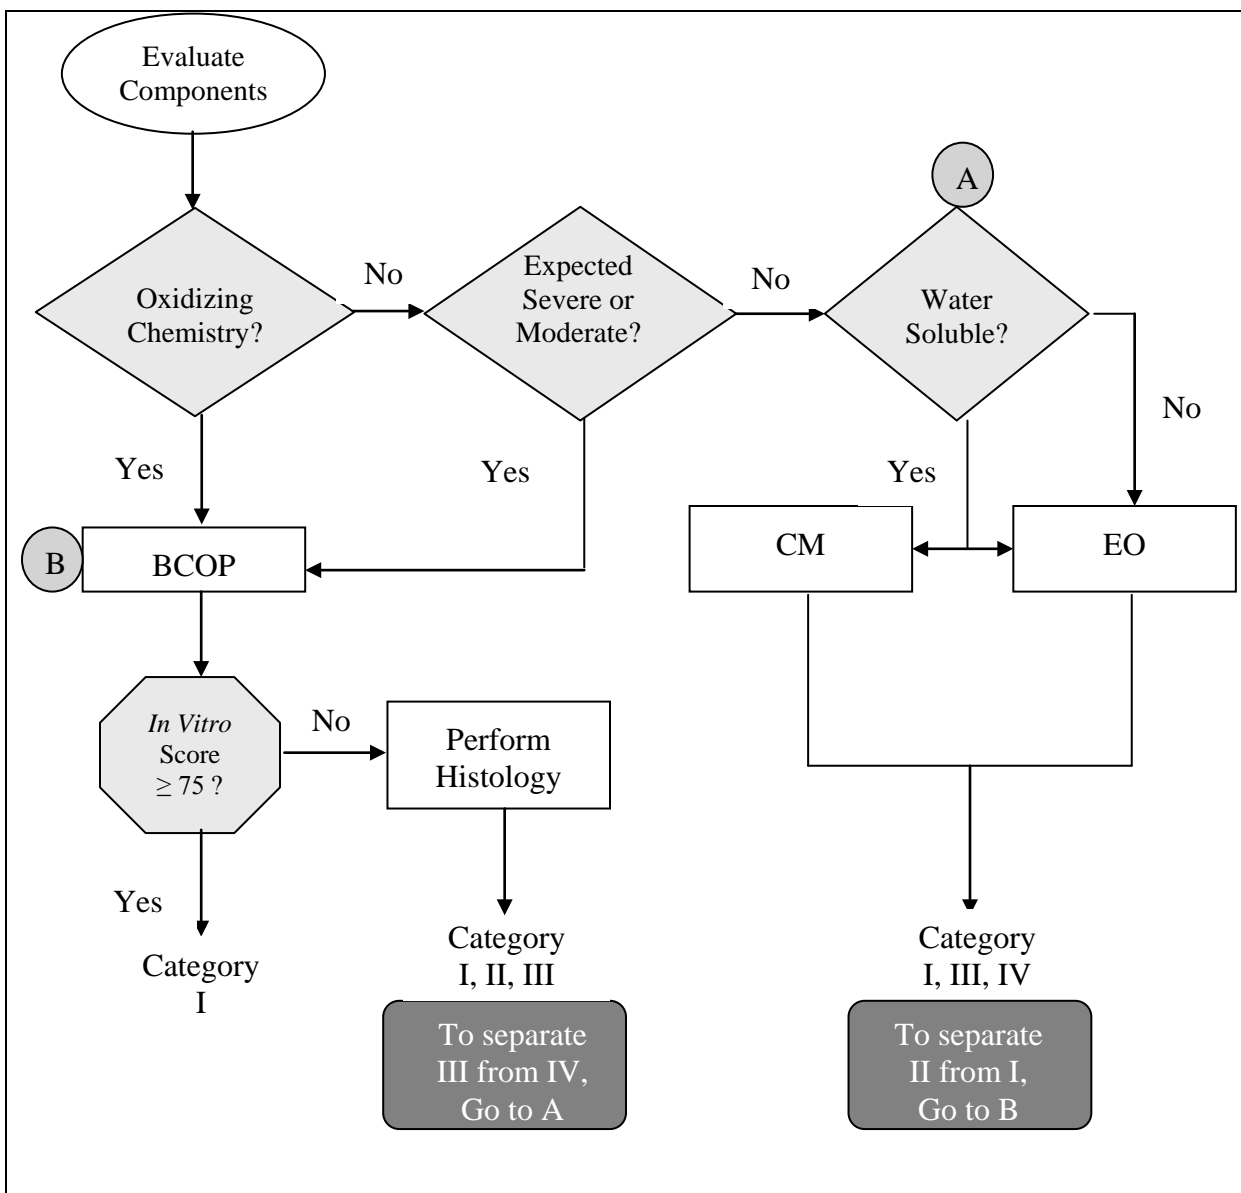 Evaluate
Components
A
Oxidizing
Chemistry?
No
Expected
Severe or
Moderate?
No
Water
Soluble?
No
Yes
Yes
Yes
B
BCOP
CM
EO
In Vitro
Score
≥ 75 ?
No
Perform
Histology
Yes
Category
I
Category
I, II, III
Category
I, III, IV
To separate
III from IV,
Go to A
To separate
II from I,
Go to B